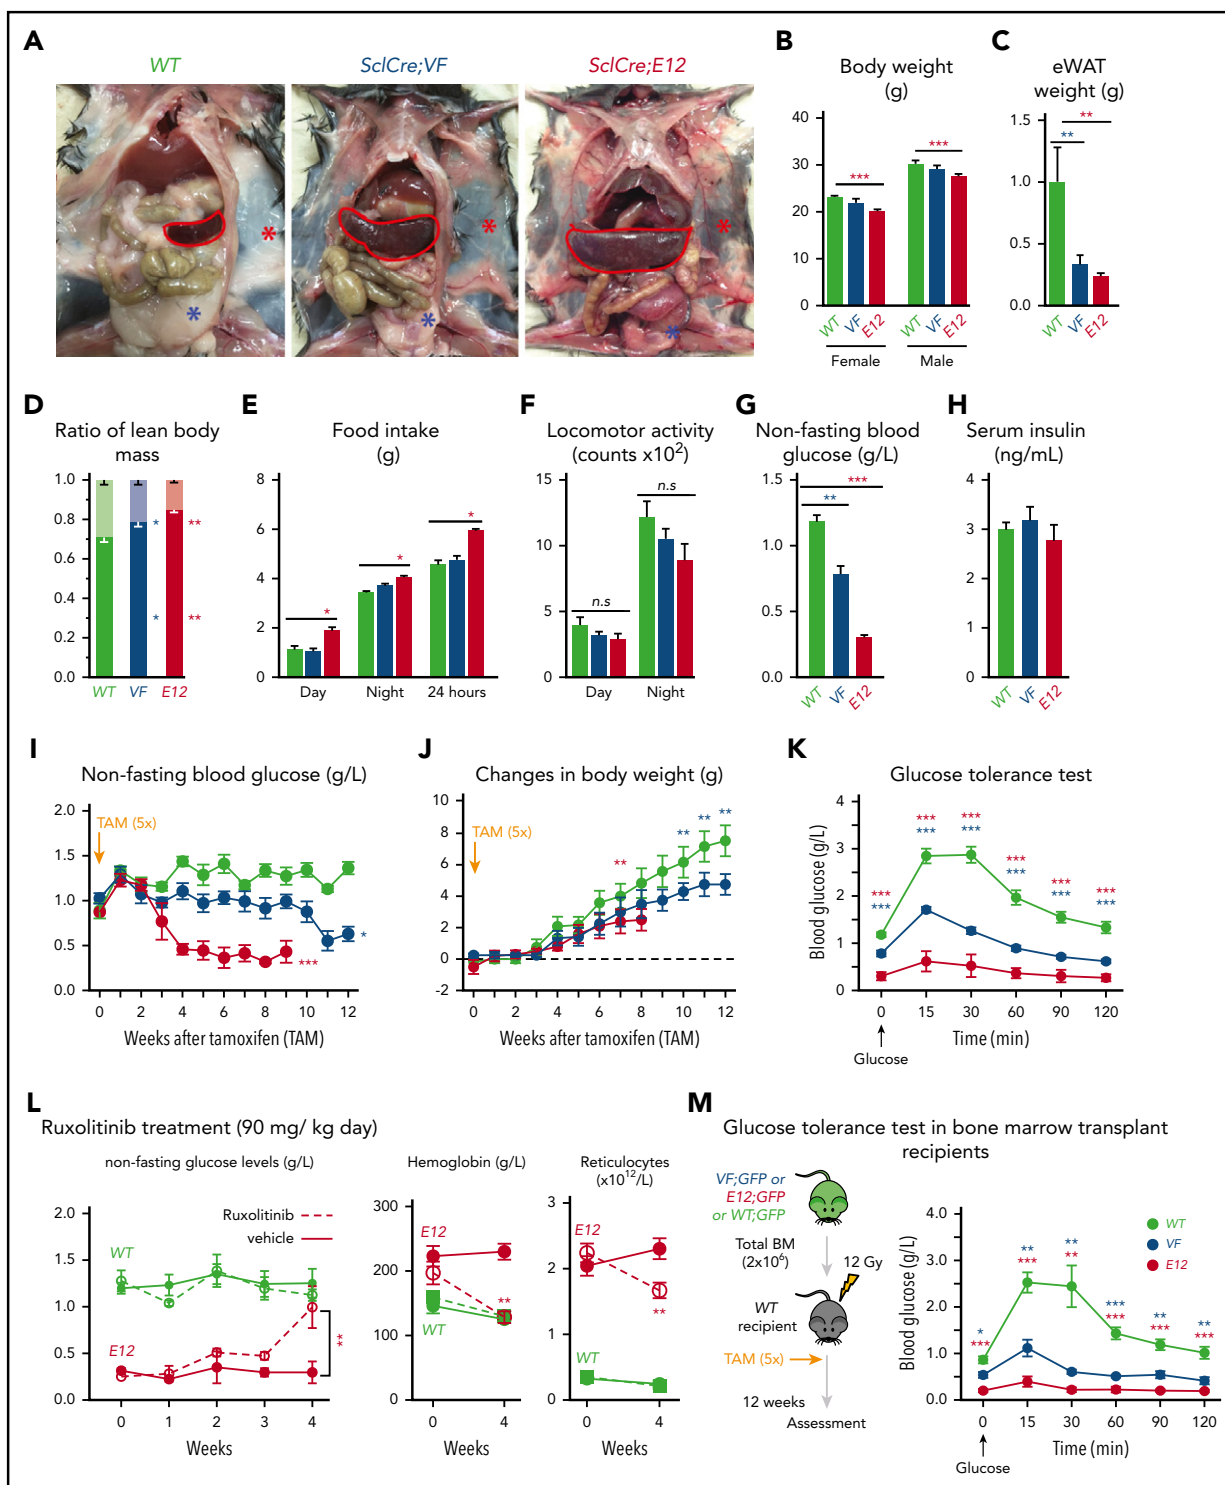 A
WT
SclCre;VF
SclCre;E12
*
*
*
*
*
*
B
Body weight
(g)
40
30
20
10
0
***
***
WT
VF
E12
WT
VF
E12
Female
Male
C
eWAT
weight (g)
1.5
1.0
0.5
0.0
**
**
WT
VF
E12
D
Ratio of lean body
mass
1.0
0.8
0.6
0.4
0.2
0.0
* **
* **
WT VF E12
E
Food intake
(g)
8
6
4
2
0
*
*
*
Day Night 24 hours
F
Locomotor activity
(counts x10²)
15
10
5
0
n.s
n.s
Day Night
G
Non-fasting blood
glucose (g/L)
1.5
1.0
0.5
0.0
***
**
WT
VF
E12
H
Serum insulin
(ng/mL)
4
3
2
1
0
WT
VF
E12
I
Non-fasting blood glucose (g/L)
2.0
1.5
1.0
0.5
0.0
TAM (5x)
*
***
0 2 4 6 8 10 12
Weeks after tamoxifen (TAM)
J
Changes in body weight (g)
10
8
6
4
2
0
-2
TAM (5x)
** ** ** **
0 2 4 6 8 10 12
Weeks after tamoxifen (TAM)
K
Glucose tolerance test
Blood glucose (g/L)
4
3
2
1
0
*** *** *** *** *** ***
*** *** *** *** *** ***
0 15 30 60 90 120
Glucose
Time (min)
L
Ruxolitinib treatment (90 mg/ kg day)
non-fasting glucose levels (g/L)
2.0
1.5
1.0
0.5
0.0
Ruxolitinib
vehicle
WT
E12
**
0 1 2 3 4
Weeks
Hemoglobin (g/L)
300
200
100
0
E12
WT
**
0 4
Weeks
Reticulocytes
(x10¹²/L)
3
2
1
0
E12
WT
**
0 4
Weeks
M
Glucose tolerance test in bone marrow transplant
recipients
VF;GFP or
E12;GFP
or WT;GFP
Total BM
(2x10⁶)
12 Gy
WT
recipient
TAM (5x)
12 weeks
Assessment
Blood glucose (g/L)
4.0
3.0
2.0
1.0
0.0
WT
VF
E12
* ** ** *** ** **
*** *** ** *** *** ***
0 15 30 60 90 120
Glucose
Time (min)